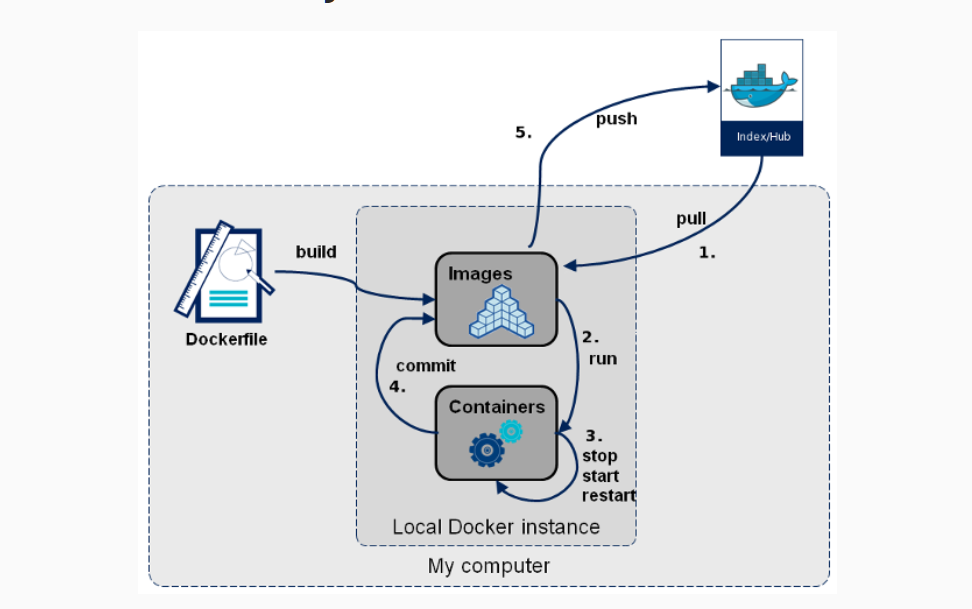 push
5.
Index/Hub
pull
1.
build
Images
Dockerfile
2.
run
commit
4.
Containers
3.
stop
start
restart
Local Docker instance
My computer